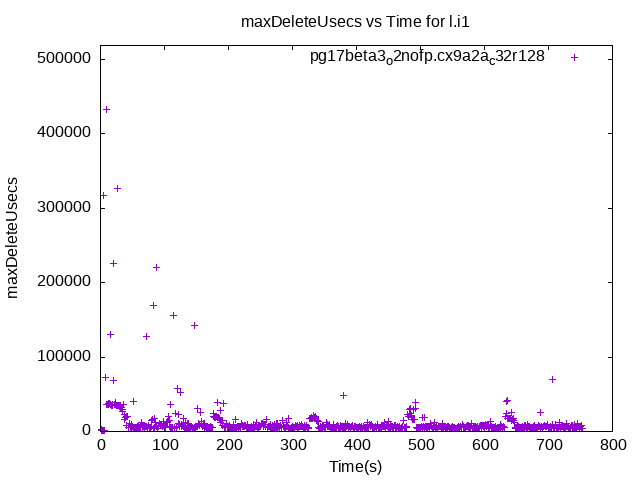 maxDeleteUsecs vs Time for l.i1
pg17beta3o2nofp.cx9a2ac32r128
500000
400000
300000
200000
100000
0
maxDeleteUsecs
0 100 200 300 400 500 600 700 800
Time(s)